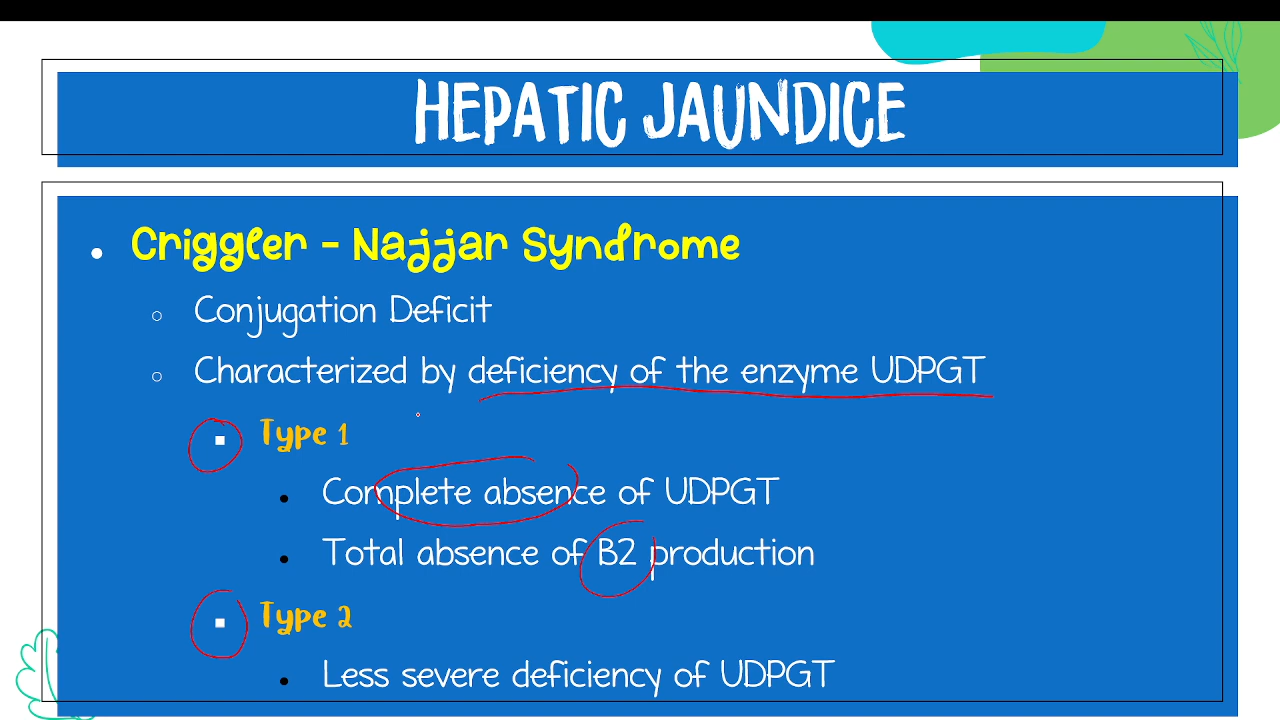 HEPATIC JAUNDICE
Criggler - Najjar Syndrome
Conjugation Deficit
Characterized by deficiency of the enzyme UDPGT
Type 1
Complete absence of UDPGT
Total absence of B2 production
Type 2
Less severe deficiency of UDPGT